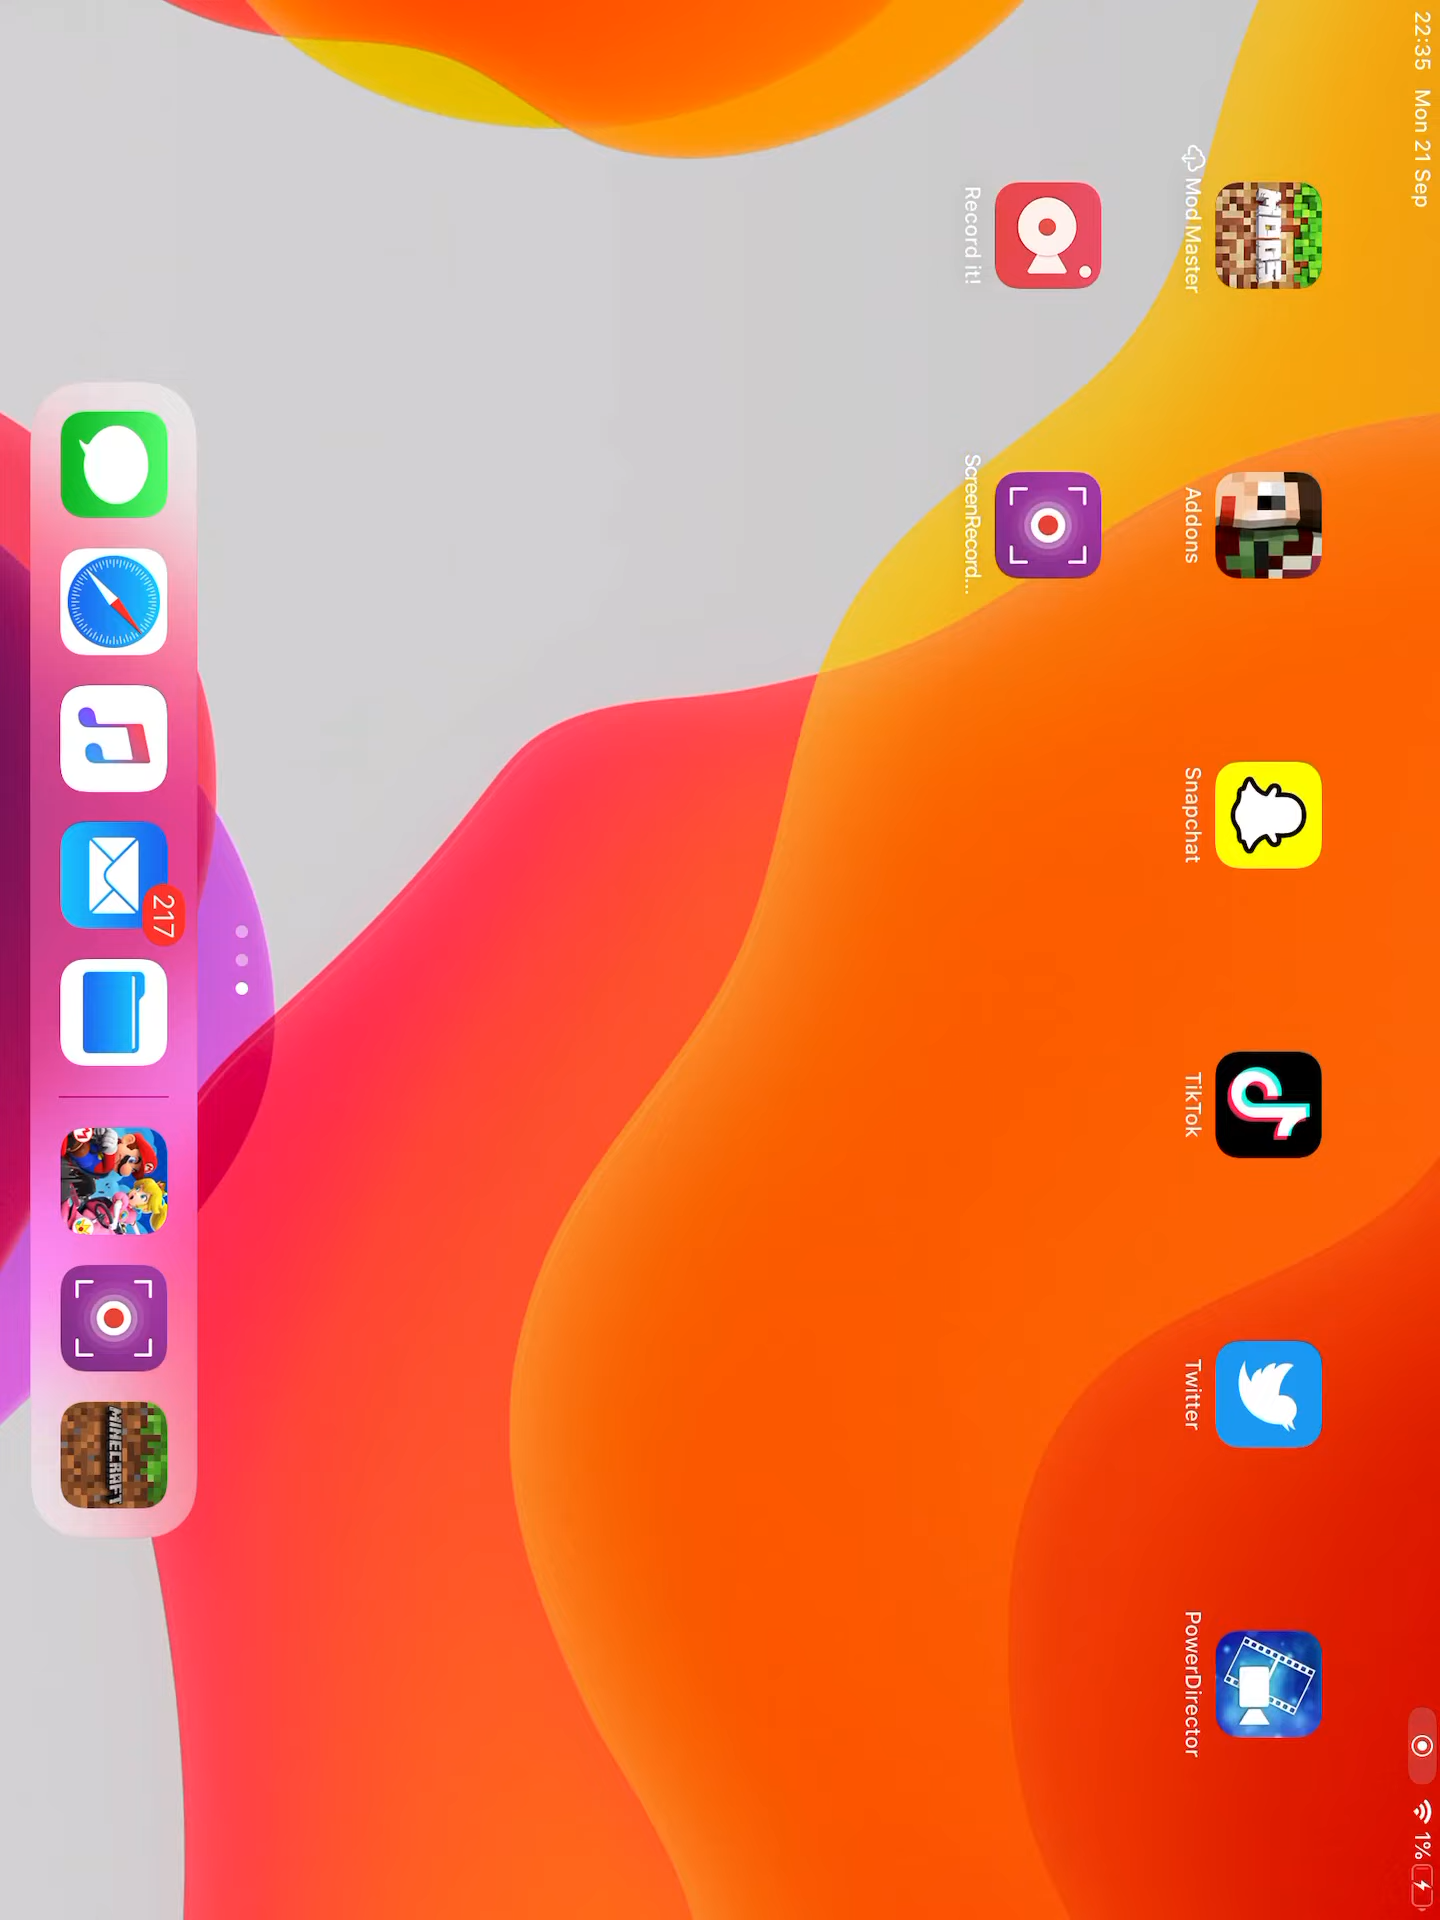 22:35 Mon 21 Sep
1%
MODS
Mod Master
Addons
Snapchat
TikTok
Twitter
PowerDirector
Record it!
ScreenRecord...
217
MINECRAFT